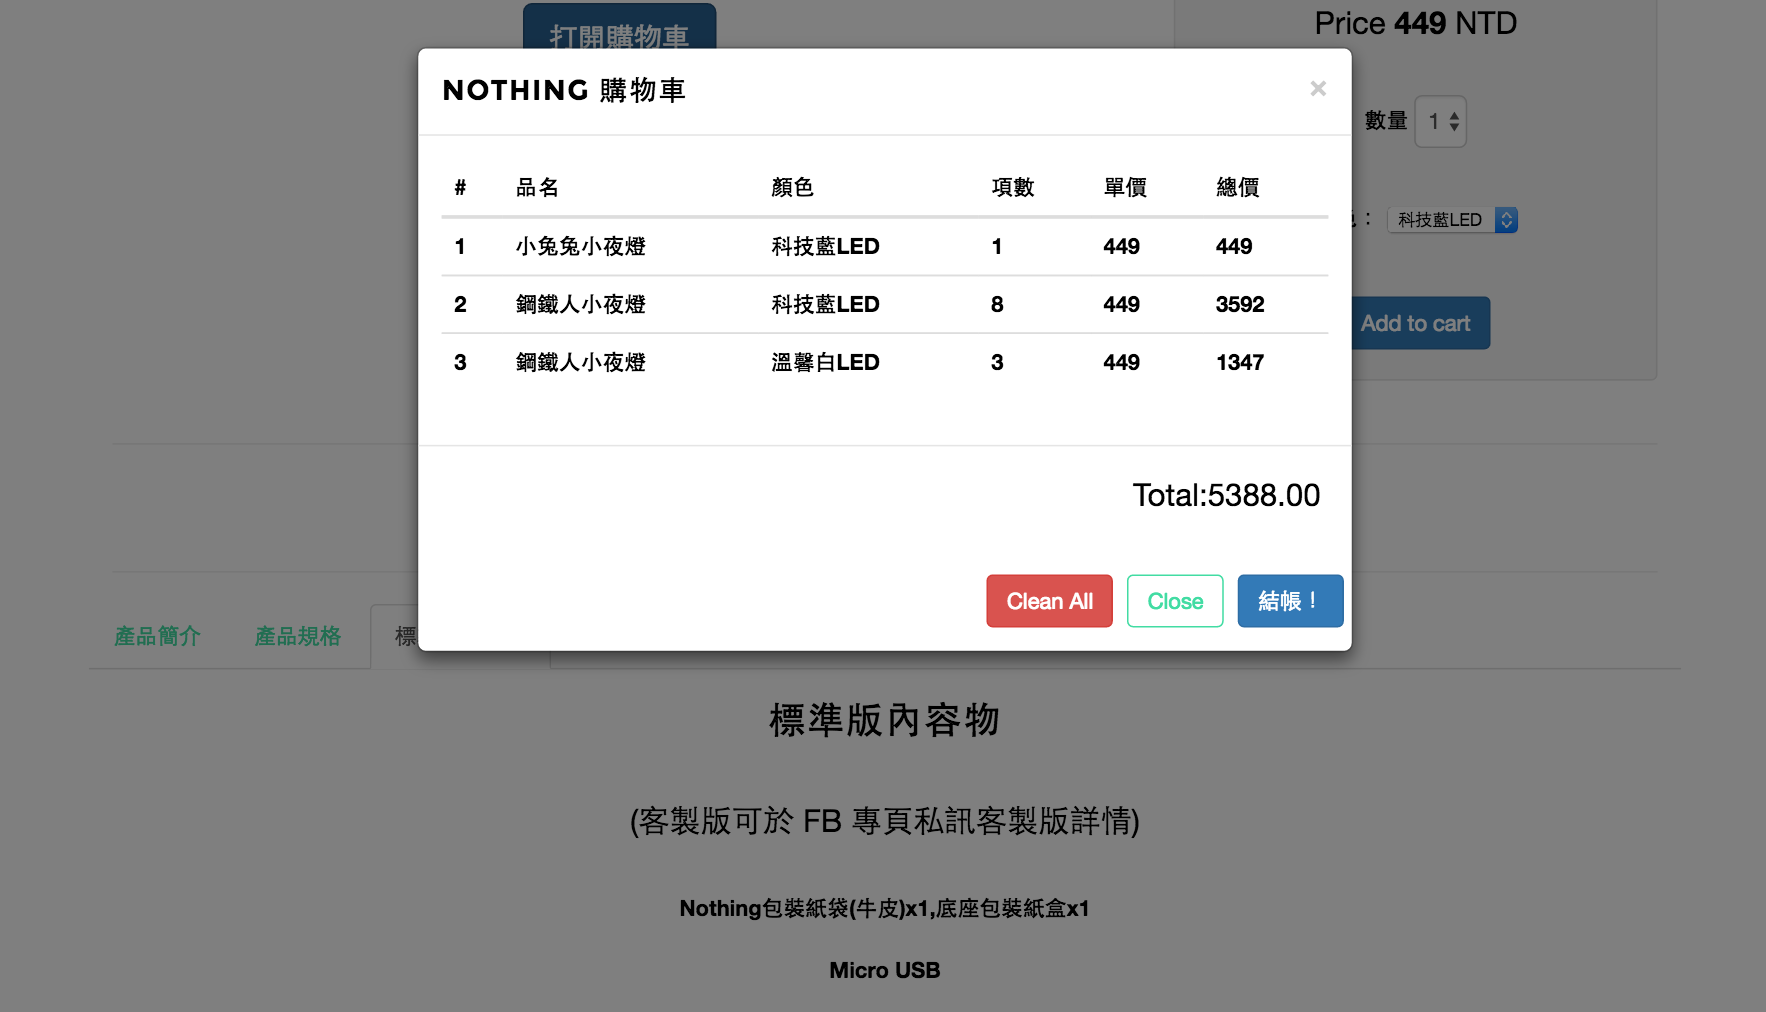 打開購物車
Price 449 NTD
NOTHING 購物車
×
數量 1
# 品名 顏色 項數 單價 總價
： 科技藍LED
1 小兔兔小夜燈 科技藍LED 1 449 449
2 鋼鐵人小夜燈 科技藍LED 8 449 3592
Add to cart
3 鋼鐵人小夜燈 溫馨白LED 3 449 1347
Total:5388.00
Clean All Close 結帳！
產品簡介 產品規格 標
標準版內容物
(客製版可於 FB 專頁私訊客製版詳情)
Nothing包裝紙袋(牛皮)x1,底座包裝紙盒x1
Micro USB